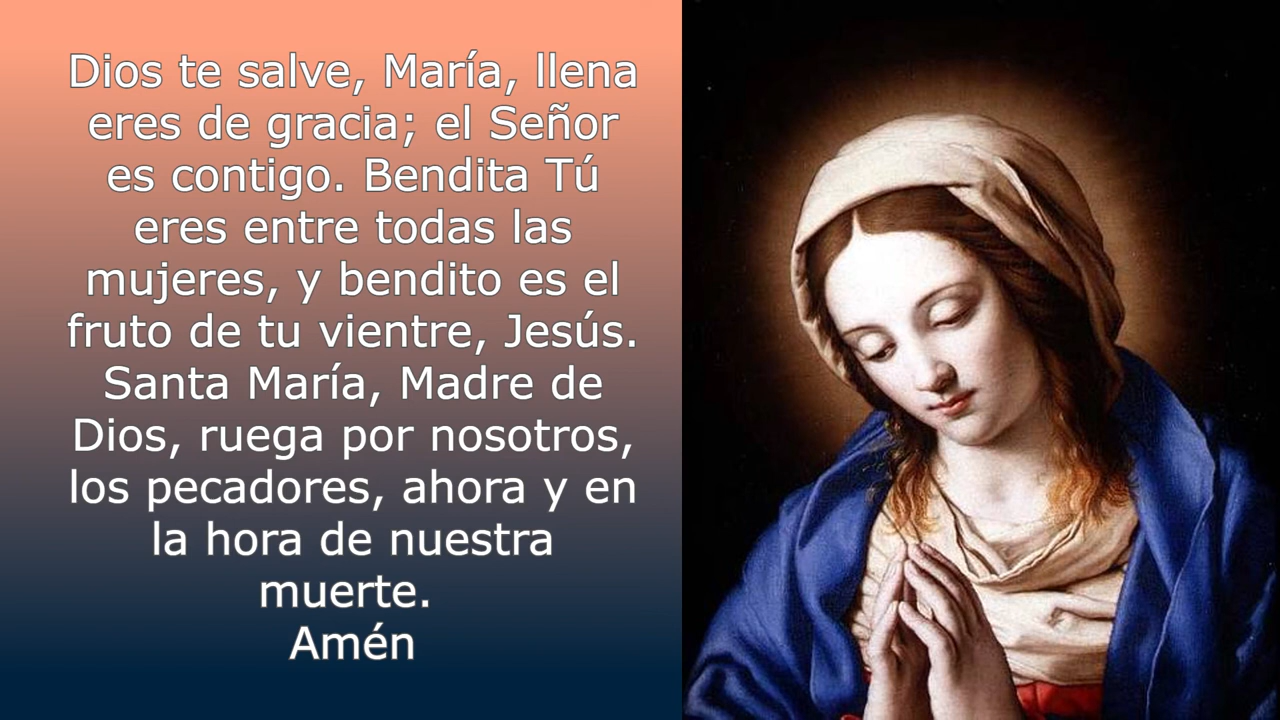 Dios te salve, María, llena
eres de gracia; el Señor
es contigo. Bendita Tú
eres entre todas las
mujeres, y bendito es el
fruto de tu vientre, Jesús.
Santa María, Madre de
Dios, ruega por nosotros,
los pecadores, ahora y en
la hora de nuestra
muerte.
Amén